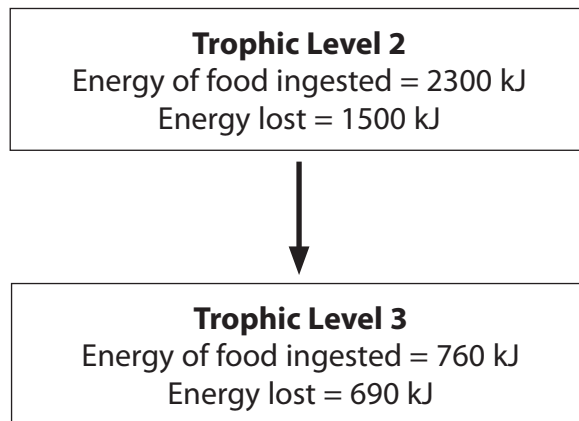 Trophic Level 2
Energy of food ingested = 2300 kJ
Energy lost = 1500 kJ
Trophic Level 3
Energy of food ingested = 760 kJ
Energy lost = 690 kJ